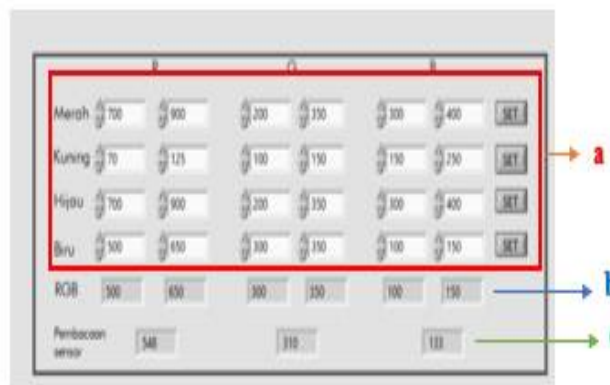 R G B
Merah 700 900 200 350 300 400 SET
a
Kuning 70 125 100 150 150 250 SET
Hijau 700 900 200 350 300 400 SET
Biru 500 650 300 350 100 150 SET
RGB 500 650 300 350 100 150
b
Pembacaan sensor 548 310 133